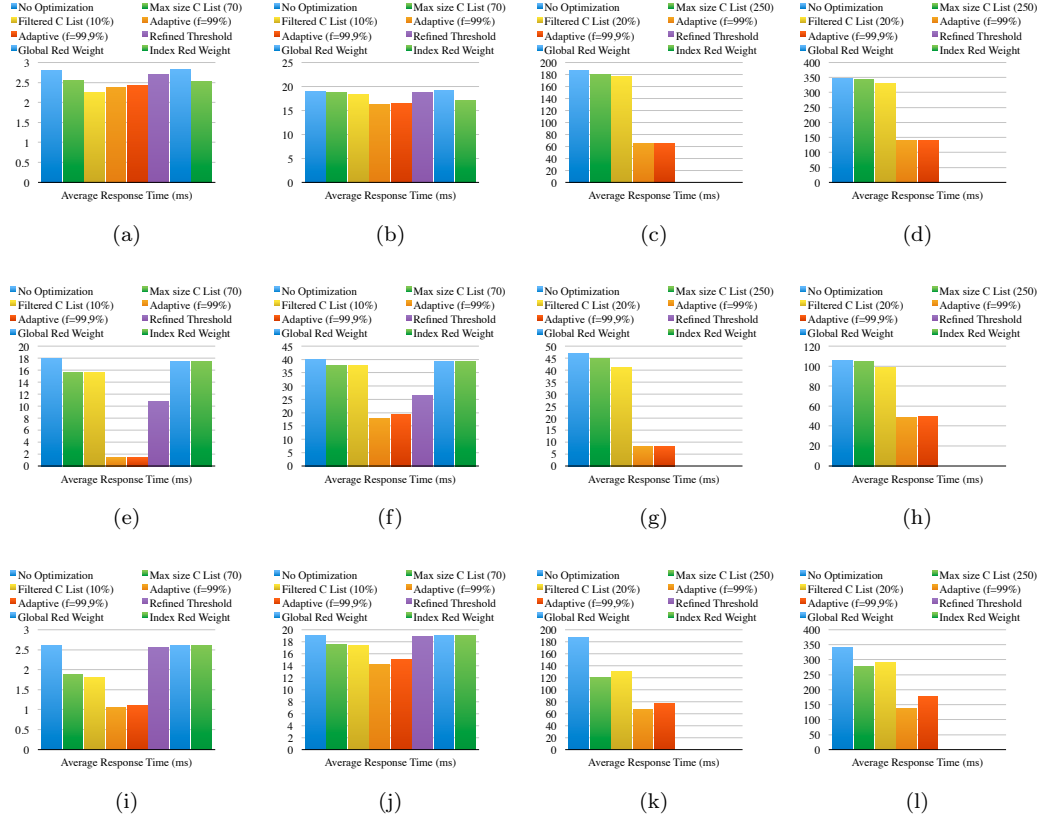 No Optimization Max size C List (70)
Filtered C List (10%) Adaptive (f=99%)
Adaptive (f=99,9%) Refined Threshold
Global Red Weight Index Red Weight
3
2.5
2
1.5
1
0.5
0
Average Response Time (ms)
(a)
No Optimization Max size C List (70)
Filtered C List (10%) Adaptive (f=99%)
Adaptive (f=99,9%) Refined Threshold
Global Red Weight Index Red Weight
25
20
15
10
5
0
Average Response Time (ms)
(b)
No Optimization Max size C List (250)
Filtered C List (20%) Adaptive (f=99%)
Adaptive (f=99,9%) Refined Threshold
Global Red Weight Index Red Weight
200
180
160
140
120
100
80
60
40
20
0
Average Response Time (ms)
(c)
No Optimization Max size C List (250)
Filtered C List (20%) Adaptive (f=99%)
Adaptive (f=99,9%) Refined Threshold
Global Red Weight Index Red Weight
400
350
300
250
200
150
100
50
0
Average Response Time (ms)
(d)
No Optimization Max size C List (70)
Filtered C List (10%) Adaptive (f=99%)
Adaptive (f=99,9%) Refined Threshold
Global Red Weight Index Red Weight
20
18
16
14
12
10
8
6
4
2
0
Average Response Time (ms)
(e)
No Optimization Max size C List (70)
Filtered C List (10%) Adaptive (f=99%)
Adaptive (f=99,9%) Refined Threshold
Global Red Weight Index Red Weight
45
40
35
30
25
20
15
10
5
0
Average Response Time (ms)
(f)
No Optimization Max size C List (250)
Filtered C List (20%) Adaptive (f=99%)
Adaptive (f=99,9%) Refined Threshold
Global Red Weight Index Red Weight
50
45
40
35
30
25
20
15
10
5
0
Average Response Time (ms)
(g)
No Optimization Max size C List (250)
Filtered C List (20%) Adaptive (f=99%)
Adaptive (f=99,9%) Refined Threshold
Global Red Weight Index Red Weight
120
100
80
60
40
20
0
Average Response Time (ms)
(h)
No Optimization Max size C List (70)
Filtered C List (10%) Adaptive (f=99%)
Adaptive (f=99,9%) Refined Threshold
Global Red Weight Index Red Weight
3
2.5
2
1.5
1
0.5
0
Average Response Time (ms)
(i)
No Optimization Max size C List (70)
Filtered C List (10%) Adaptive (f=99%)
Adaptive (f=99,9%) Refined Threshold
Global Red Weight Index Red Weight
20
18
16
14
12
10
8
6
4
2
0
Average Response Time (ms)
(j)
No Optimization Max size C List (250)
Filtered C List (20%) Adaptive (f=99%)
Adaptive (f=99,9%) Refined Threshold
Global Red Weight Index Red Weight
200
180
160
140
120
100
80
60
40
20
0
Average Response Time (ms)
(k)
No Optimization Max size C List (250)
Filtered C List (20%) Adaptive (f=99%)
Adaptive (f=99,9%) Refined Threshold
Global Red Weight Index Red Weight
400
350
300
250
200
150
100
50
0
Average Response Time (ms)
(l)